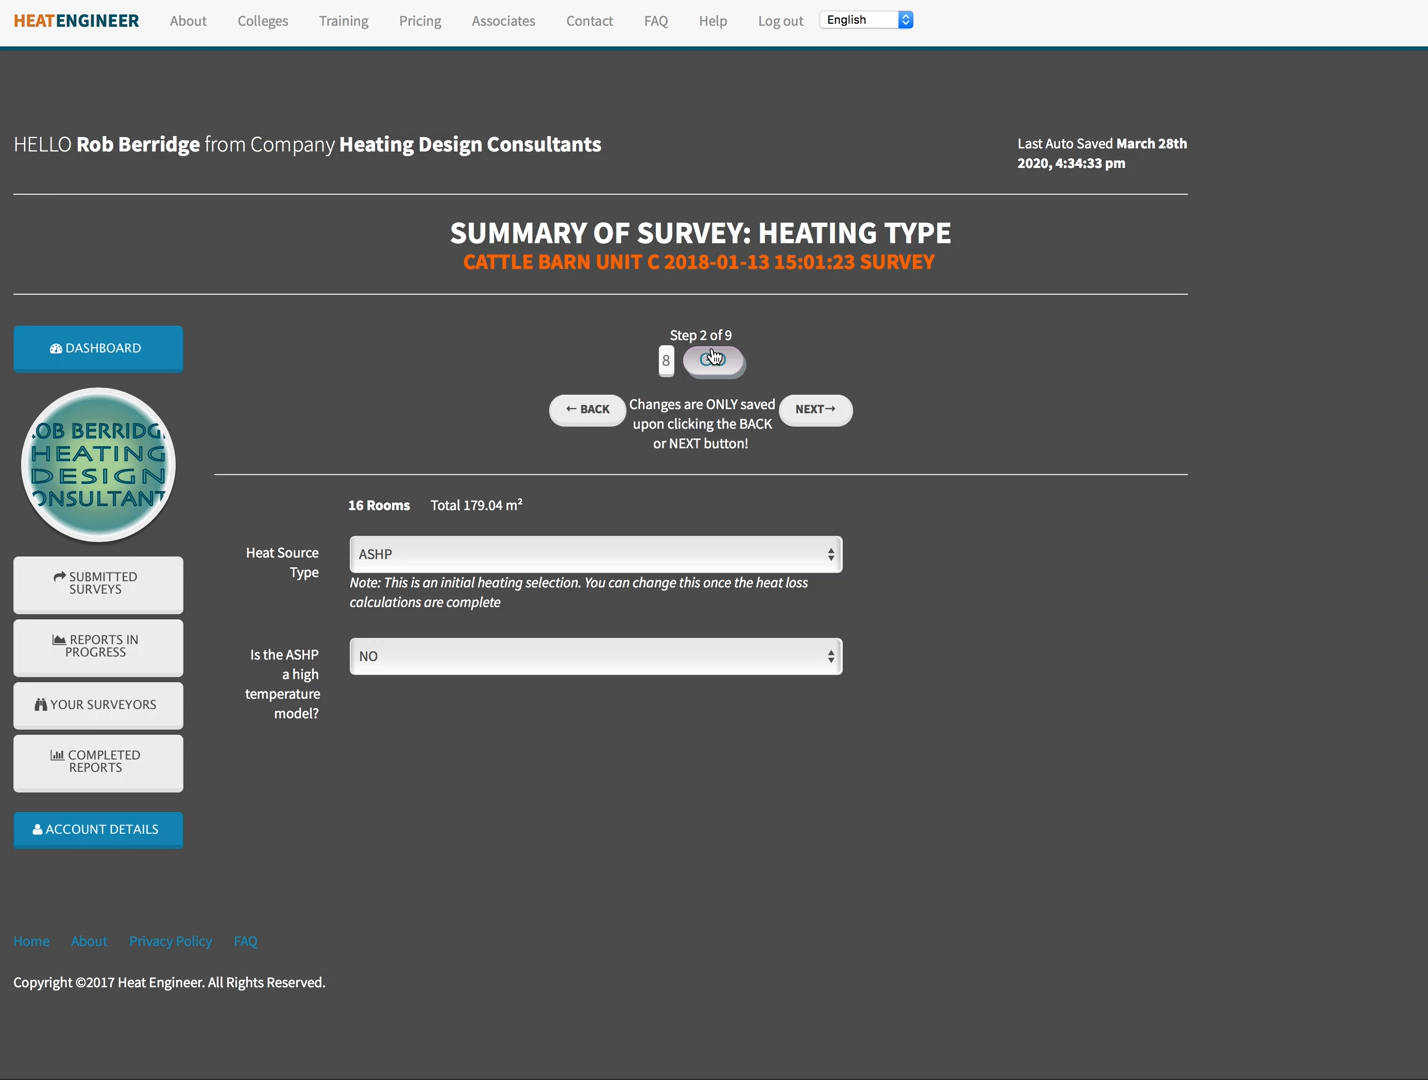 HEATENGINEER About Colleges Training Pricing Associates Contact FAQ Help Log out English
HELLO Rob Berridge from Company Heating Design Consultants
Last Auto Saved March 28th
2020, 4:34:33 pm
SUMMARY OF SURVEY: HEATING TYPE
CATTLE BARN UNIT C 2018-01-13 15:01:23 SURVEY
Step 2 of 9
8
← BACK
Changes are ONLY saved
upon clicking the BACK
or NEXT button!
NEXT→
DASHBOARD
HEATING
DESIGN
SUBMITTED
SURVEYS
REPORTS IN
PROGRESS
YOUR SURVEYORS
COMPLETED
REPORTS
ACCOUNT DETAILS
16 Rooms Total 179.04 m²
Heat Source
Type
ASHP
Note: This is an initial heating selection. You can change this once the heat loss
calculations are complete
Is the ASHP
a high
temperature
model?
NO
Home About Privacy Policy FAQ
Copyright ©2017 Heat Engineer. All Rights Reserved.